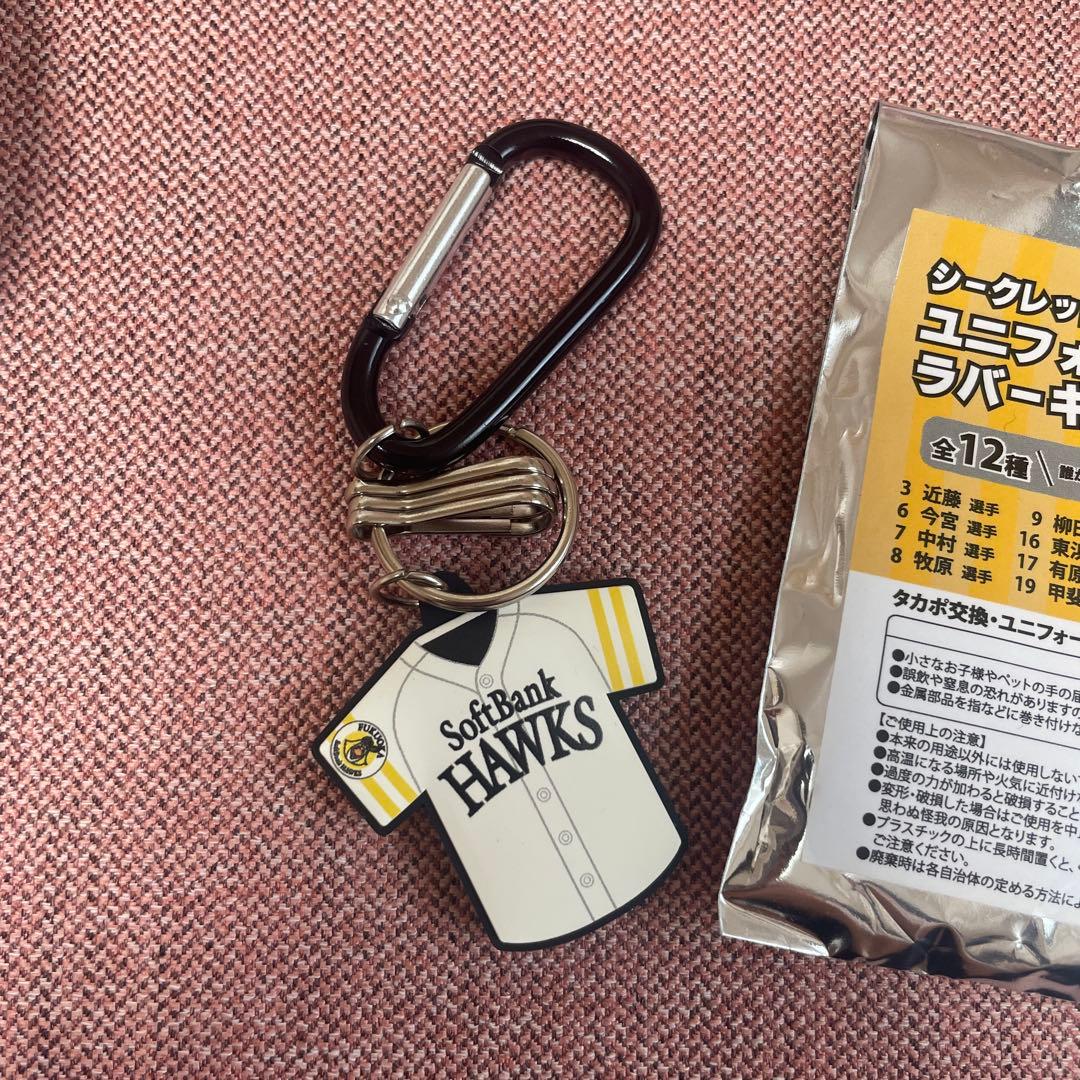 SoftBank
HAWKS
FUKUOKA
SoftBank HAWKS
シークレッ
ユニフォ
ラバーキ
全12種
3 近藤 選手
6 今宮 選手
7 中村 選手
8 牧原 選手
9 柳田
16 東浜
17 有原
19 甲斐
タカポ交換・ユニフォー
●小さなお子様やペットの手の届
●誤飲や窒息の恐れがありますの
●金属部品を指などに巻き付けな
【ご使用上の注意】
●本来の用途以外には使用しない
●高温になる場所や火気に近付けた
●過度の力が加わると破損すること
●変形・破損した場合はご使用を中
思わぬ怪我の原因となります。
●プラスチックの上に長時間置くと、
ご注意ください。
●廃棄時は各自治体の定める方法に